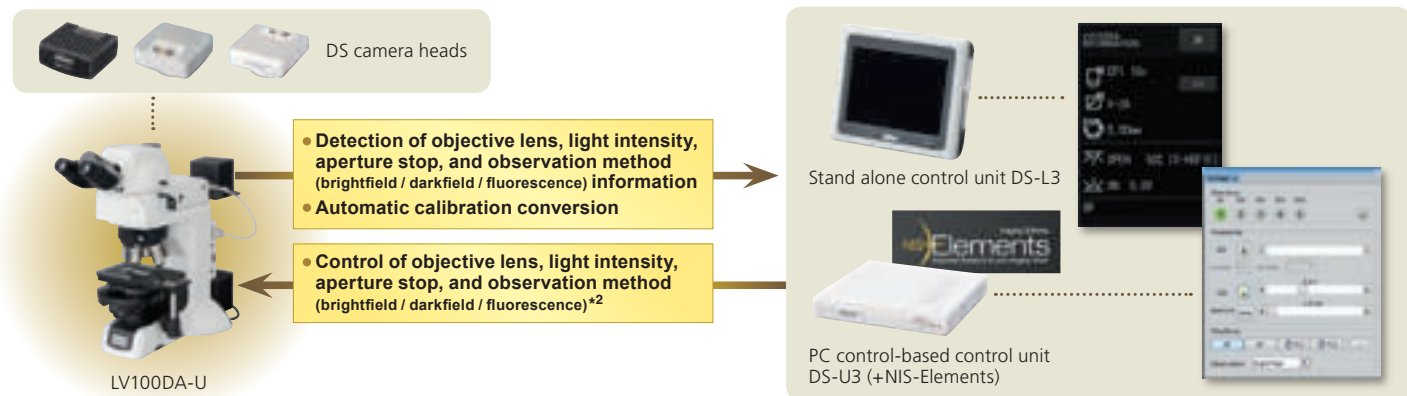 DS camera heads
• Detection of objective lens, light intensity,
aperture stop, and observation method
(brightfield / darkfield / fluorescence) information
• Automatic calibration conversion
• Control of objective lens, light intensity,
aperture stop, and observation method
(brightfield / darkfield / fluorescence)*2
LV100DA-U
Stand alone control unit DS-L3
NIS Elements
PC control-based control unit
DS-U3 (+NIS-Elements)